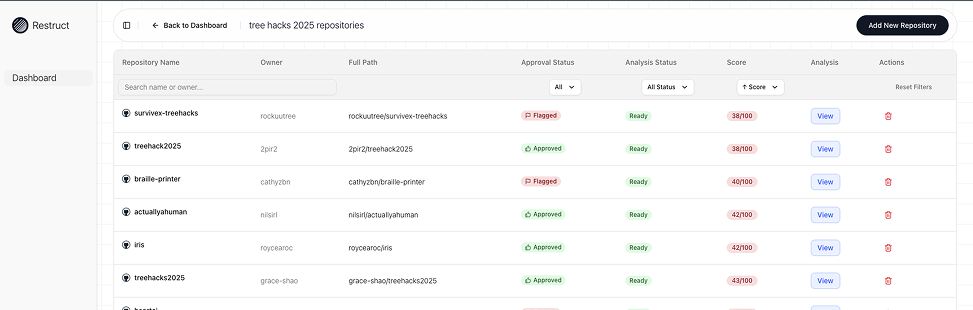 Restruct
Back to Dashboard
tree hacks 2025 repositories
Add New Repository
Dashboard
Repository Name Owner Full Path Approval Status Analysis Status Score Analysis Actions
Search name or owner... All All Status ↑ Score Reset Filters
survivex-treehacks rockuutree rockuutree/survivex-treehacks Flagged Ready 38/100 View
treehack2025 2pir2 2pir2/treehack2025 Approved Ready 38/100 View
braille-printer cathyzbn cathyzbn/braille-printer Flagged Ready 40/100 View
actuallyahuman nilsirl nilsirl/actuallyahuman Approved Ready 42/100 View
iris roycearoc roycearoc/iris Approved Ready 42/100 View
treehacks2025 grace-shao grace-shao/treehacks2025 Approved Ready 43/100 View